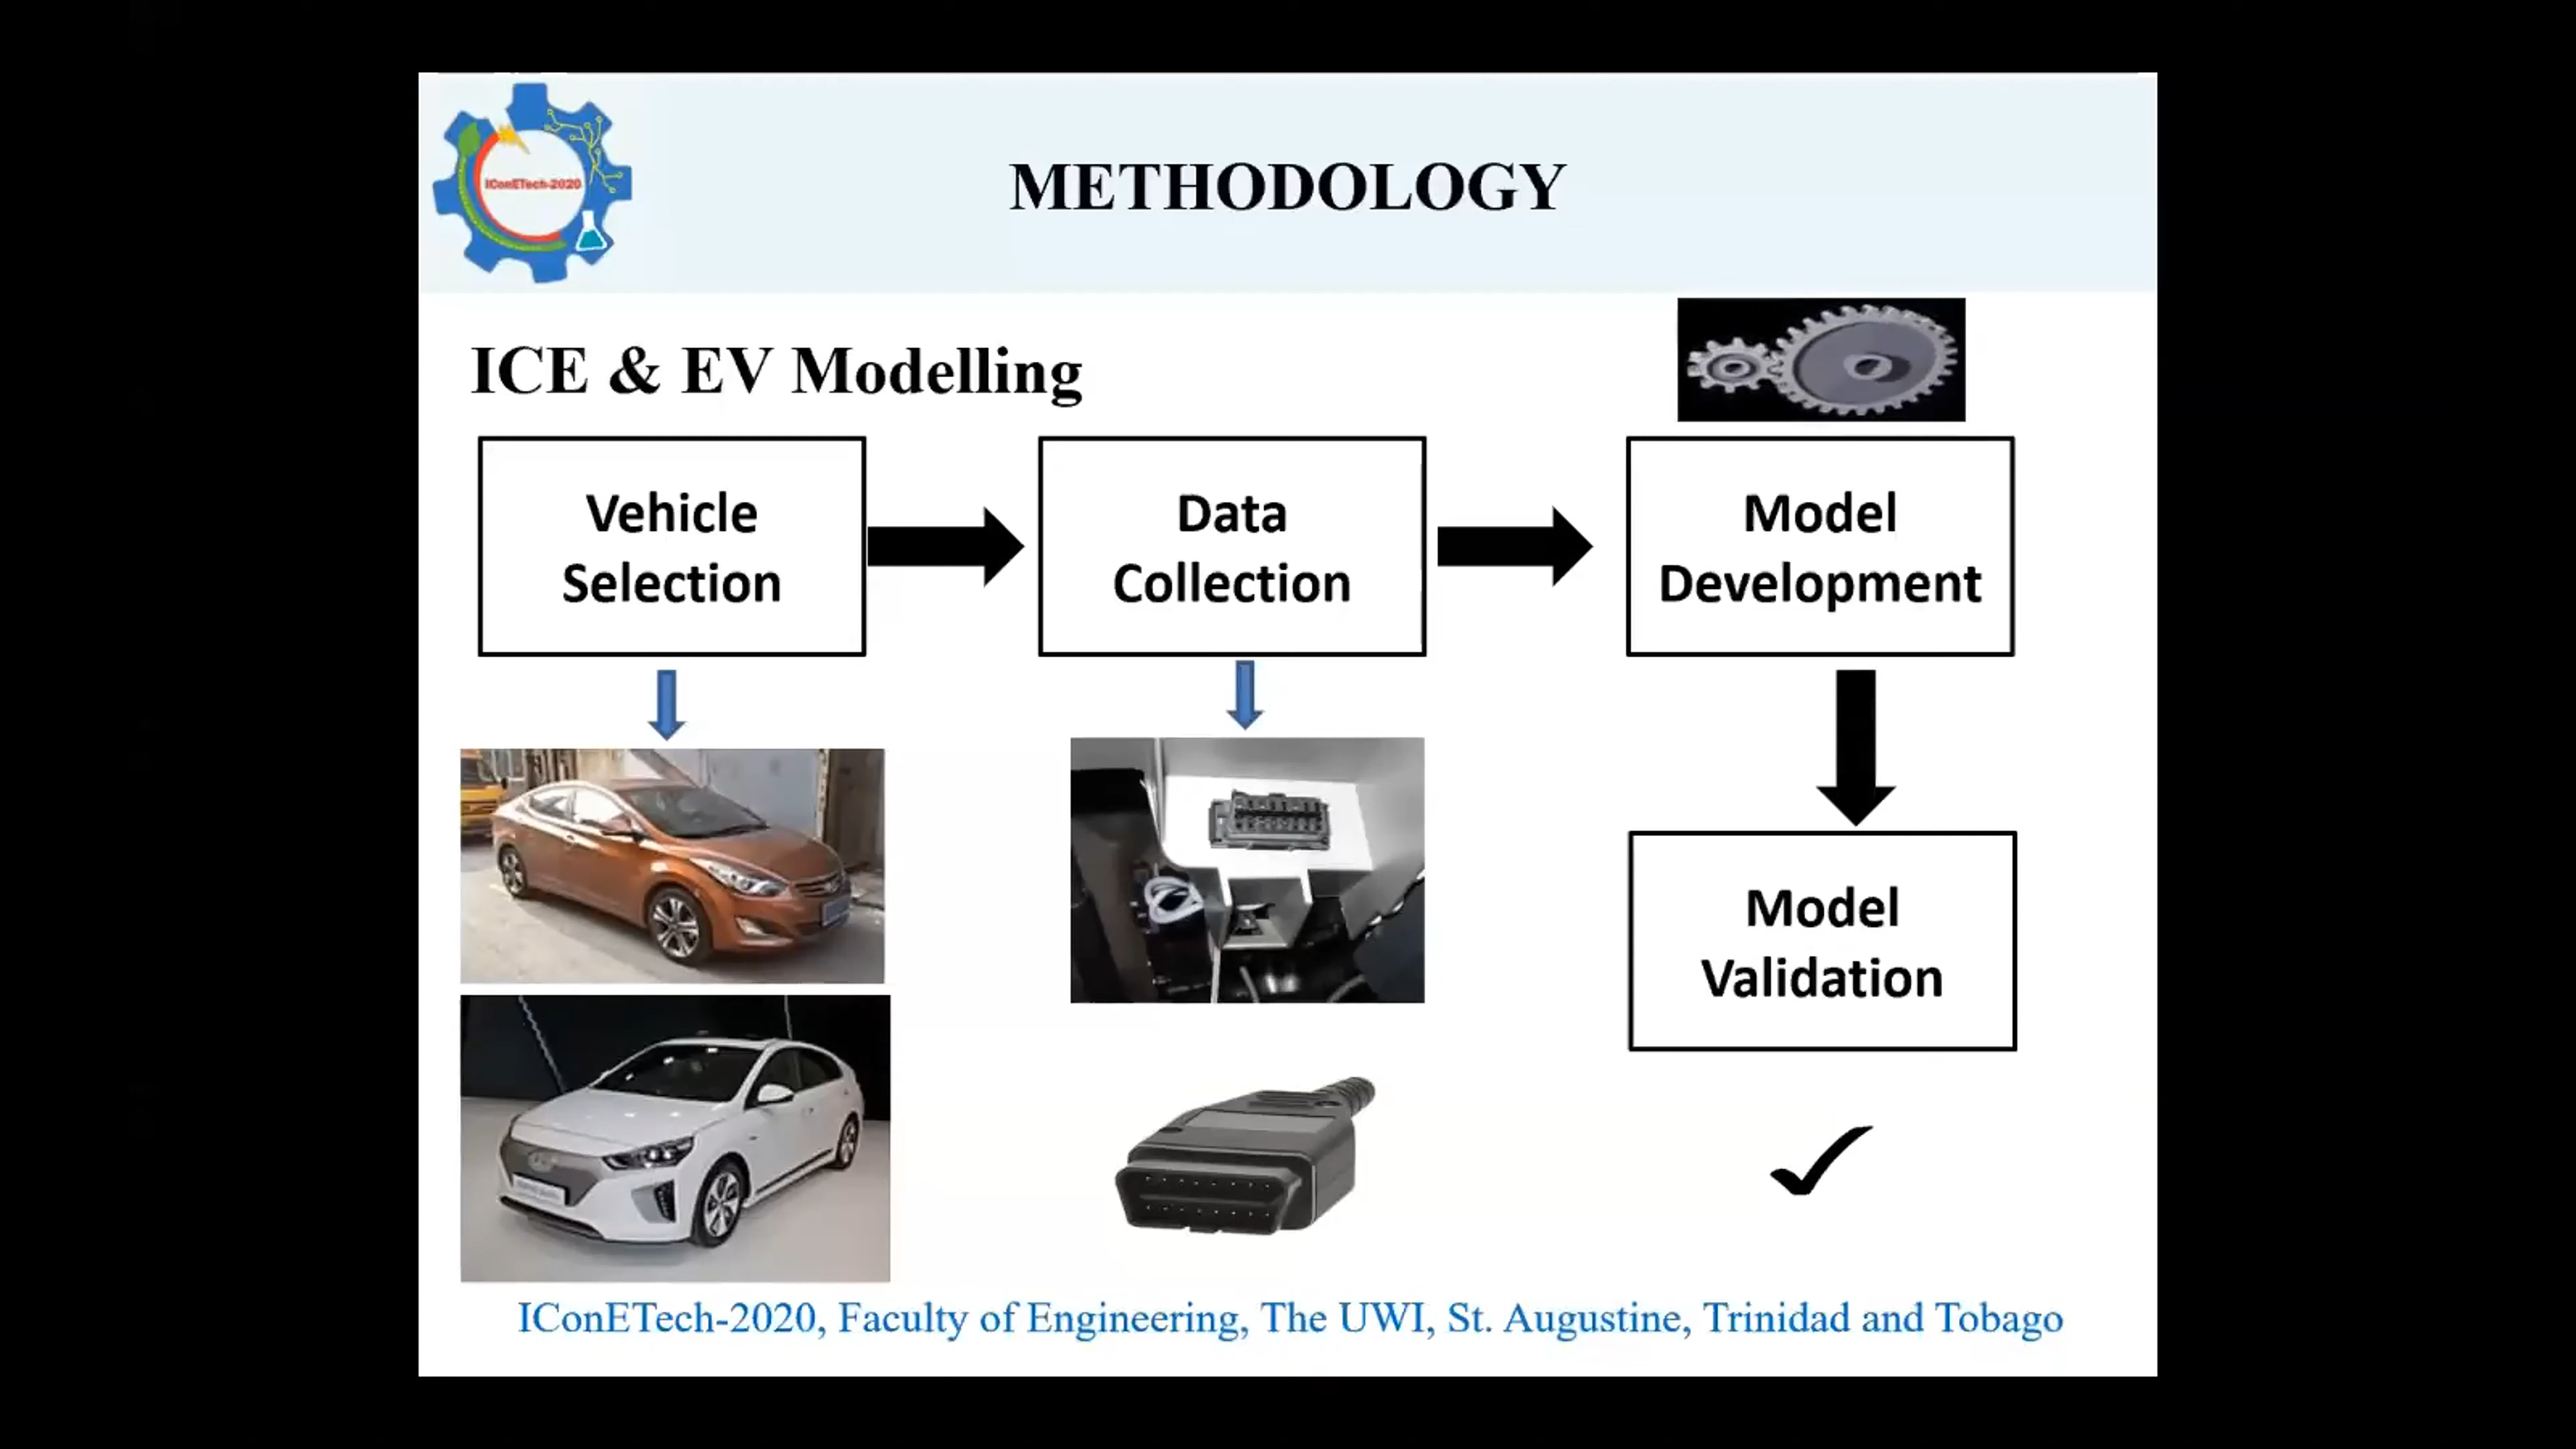 IConETech-2020
METHODOLOGY
ICE & EV Modelling
Vehicle
Selection
Data
Collection
Model
Development
Model
Validation
IConETech-2020, Faculty of Engineering, The UWI, St. Augustine, Trinidad and Tobago